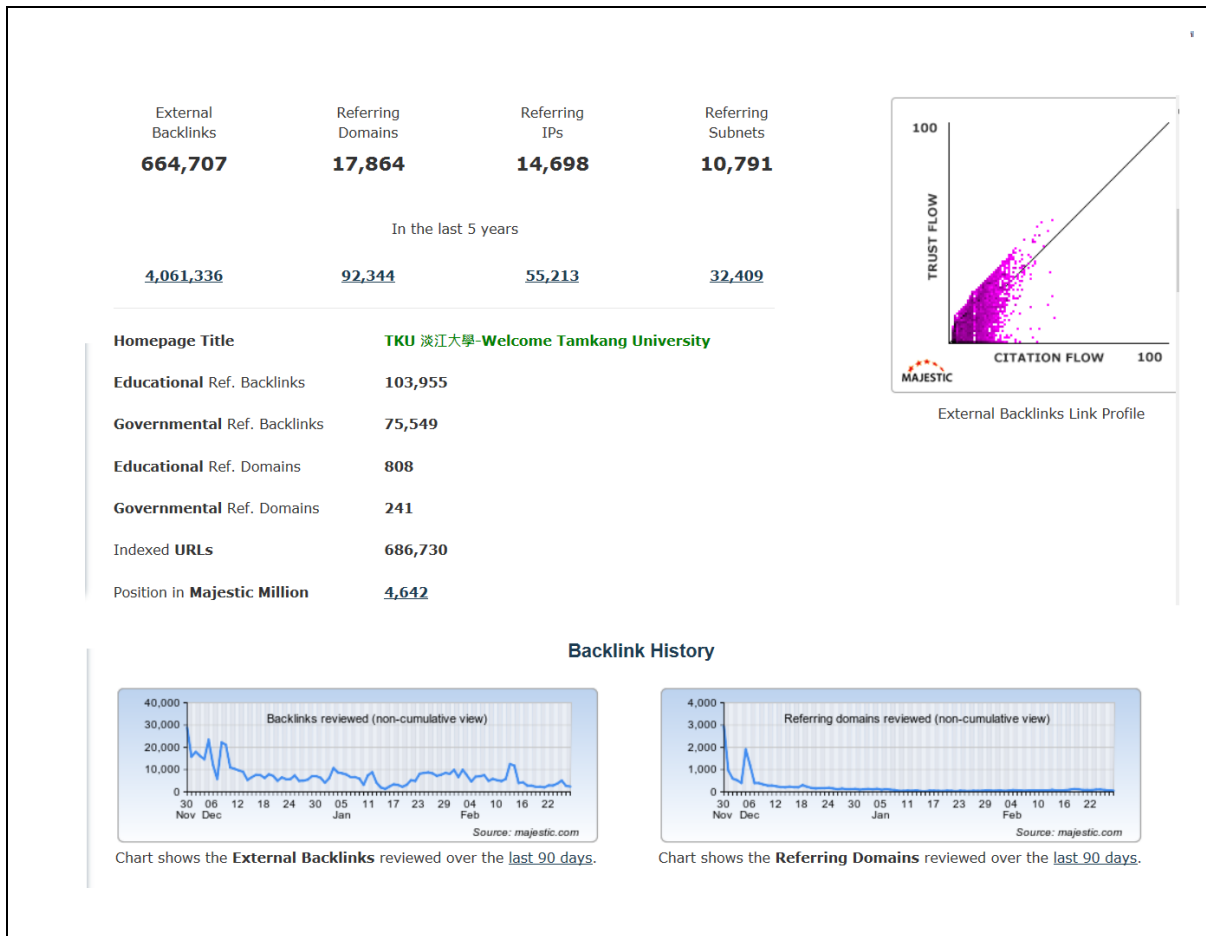 External Backlinks
Referring Domains
Referring IPs
Referring Subnets
664,707
17,864
14,698
10,791
In the last 5 years
4,061,336
92,344
55,213
32,409
Homepage Title
TKU 淡江大學-Welcome Tamkang University
Educational Ref. Backlinks
103,955
Governmental Ref. Backlinks
75,549
Educational Ref. Domains
808
Governmental Ref. Domains
241
Indexed URLs
686,730
Position in Majestic Million
4,642
100
TRUST FLOW
CITATION FLOW
100
MAJESTIC
External Backlinks Link Profile
Backlink History
Backlinks reviewed (non-cumulative view)
40,000
30,000
20,000
10,000
0
30 06 12 18 24 30 05 11 17 23 29 04 10 16 22
Nov Dec Jan Feb
Source: majestic.com
Chart shows the External Backlinks reviewed over the last 90 days.
Referring domains reviewed (non-cumulative view)
4,000
3,000
2,000
1,000
0
30 06 12 18 24 30 05 11 17 23 29 04 10 16 22
Nov Dec Jan Feb
Source: majestic.com
Chart shows the Referring Domains reviewed over the last 90 days.